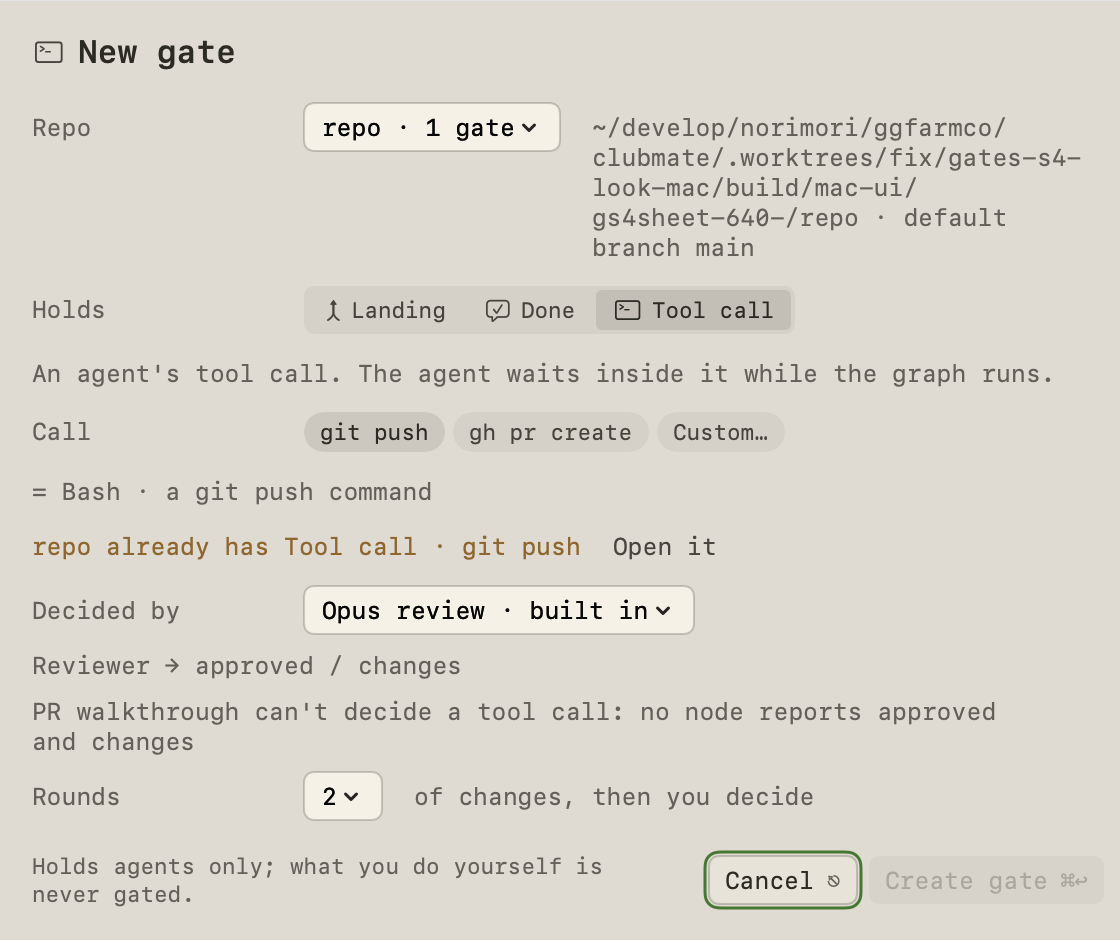 New gate
Repo
repo · 1 gate
~/develop/norimori/ggfarmco/
clubmate/.worktrees/fix/gates-s4-
look-mac/build/mac-ui/
gs4sheet-640-/repo · default
branch main
Holds
Landing
Done
Tool call
An agent's tool call. The agent waits inside it while the graph runs.
Call
git push
gh pr create
Custom…
= Bash · a git push command
repo already has Tool call · git push
Open it
Decided by
Opus review · built in
Reviewer → approved / changes
PR walkthrough can't decide a tool call: no node reports approved
and changes
Rounds
2
of changes, then you decide
Holds agents only; what you do yourself is
never gated.
Cancel ⎋
Create gate ⌘↩